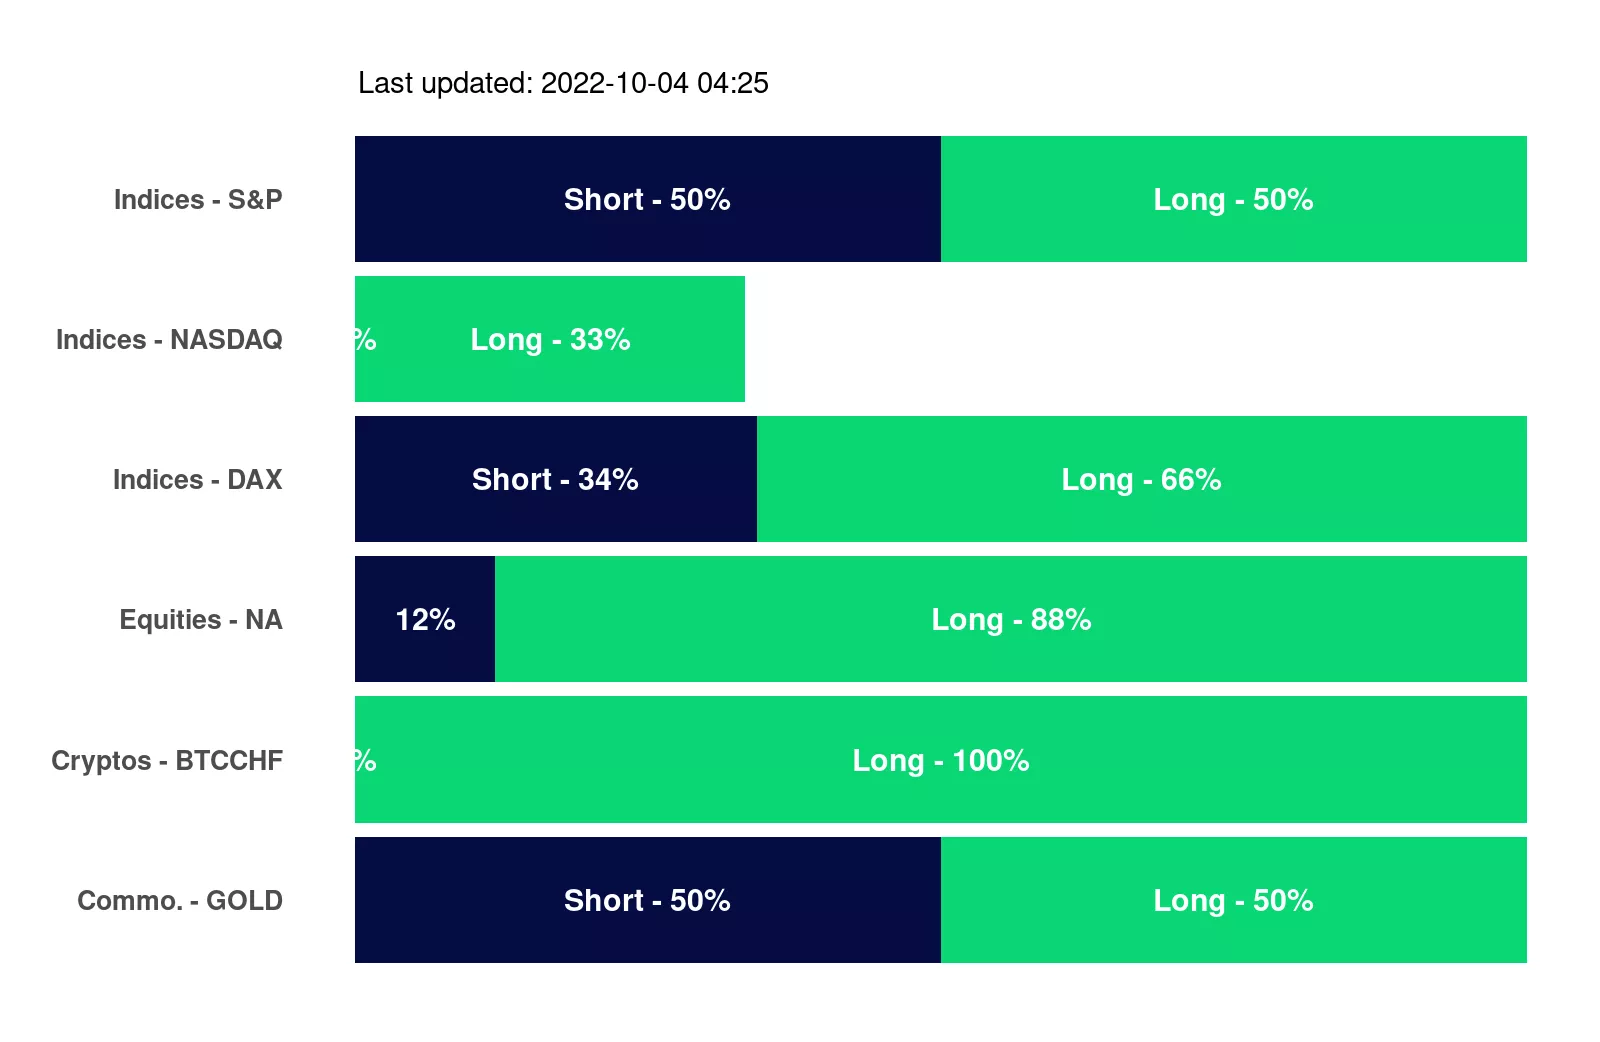 Last updated: 2022-10-04 04:25
Indices - S&P Short - 50% Long - 50%
Indices - NASDAQ % Long - 33%
Indices - DAX Short - 34% Long - 66%
Equities - NA 12% Long - 88%
Cryptos - BTCCHF % Long - 100%
Commo. - GOLD Short - 50% Long - 50%